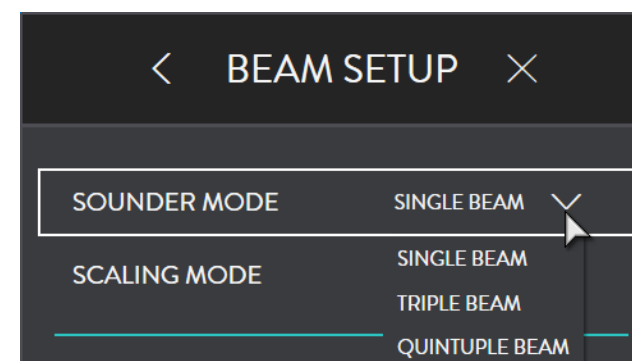 BEAM SETUP
SOUNDER MODE SINGLE BEAM
SINGLE BEAM
SCALING MODE
TRIPLE BEAM
QUINTUPLE BEAM